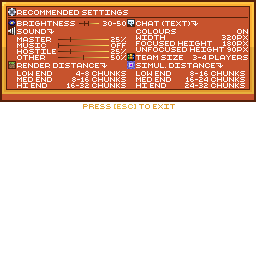 RECOMMENDED SETTINGS
BRIGHTNESS 30-50
SOUND
MASTER 25%
MUSIC OFF
HOSTILE 25%
OTHER 50%
RENDER DISTANCE
LOW END 4-8 CHUNKS
MED END 8-16 CHUNKS
HI END 16-32 CHUNKS
CHAT (TEXT)
COLOURS ON
WIDTH 320PX
FOCUSED HEIGHT 180PX
UNFOCUSED HEIGHT 90PX
TEAM SIZE 3-4 PLAYERS
SIMUL. DISTANCE
LOW END 8-16 CHUNKS
MED END 16-24 CHUNKS
HI END 24-32 CHUNKS
PRESS [ESC] TO EXIT